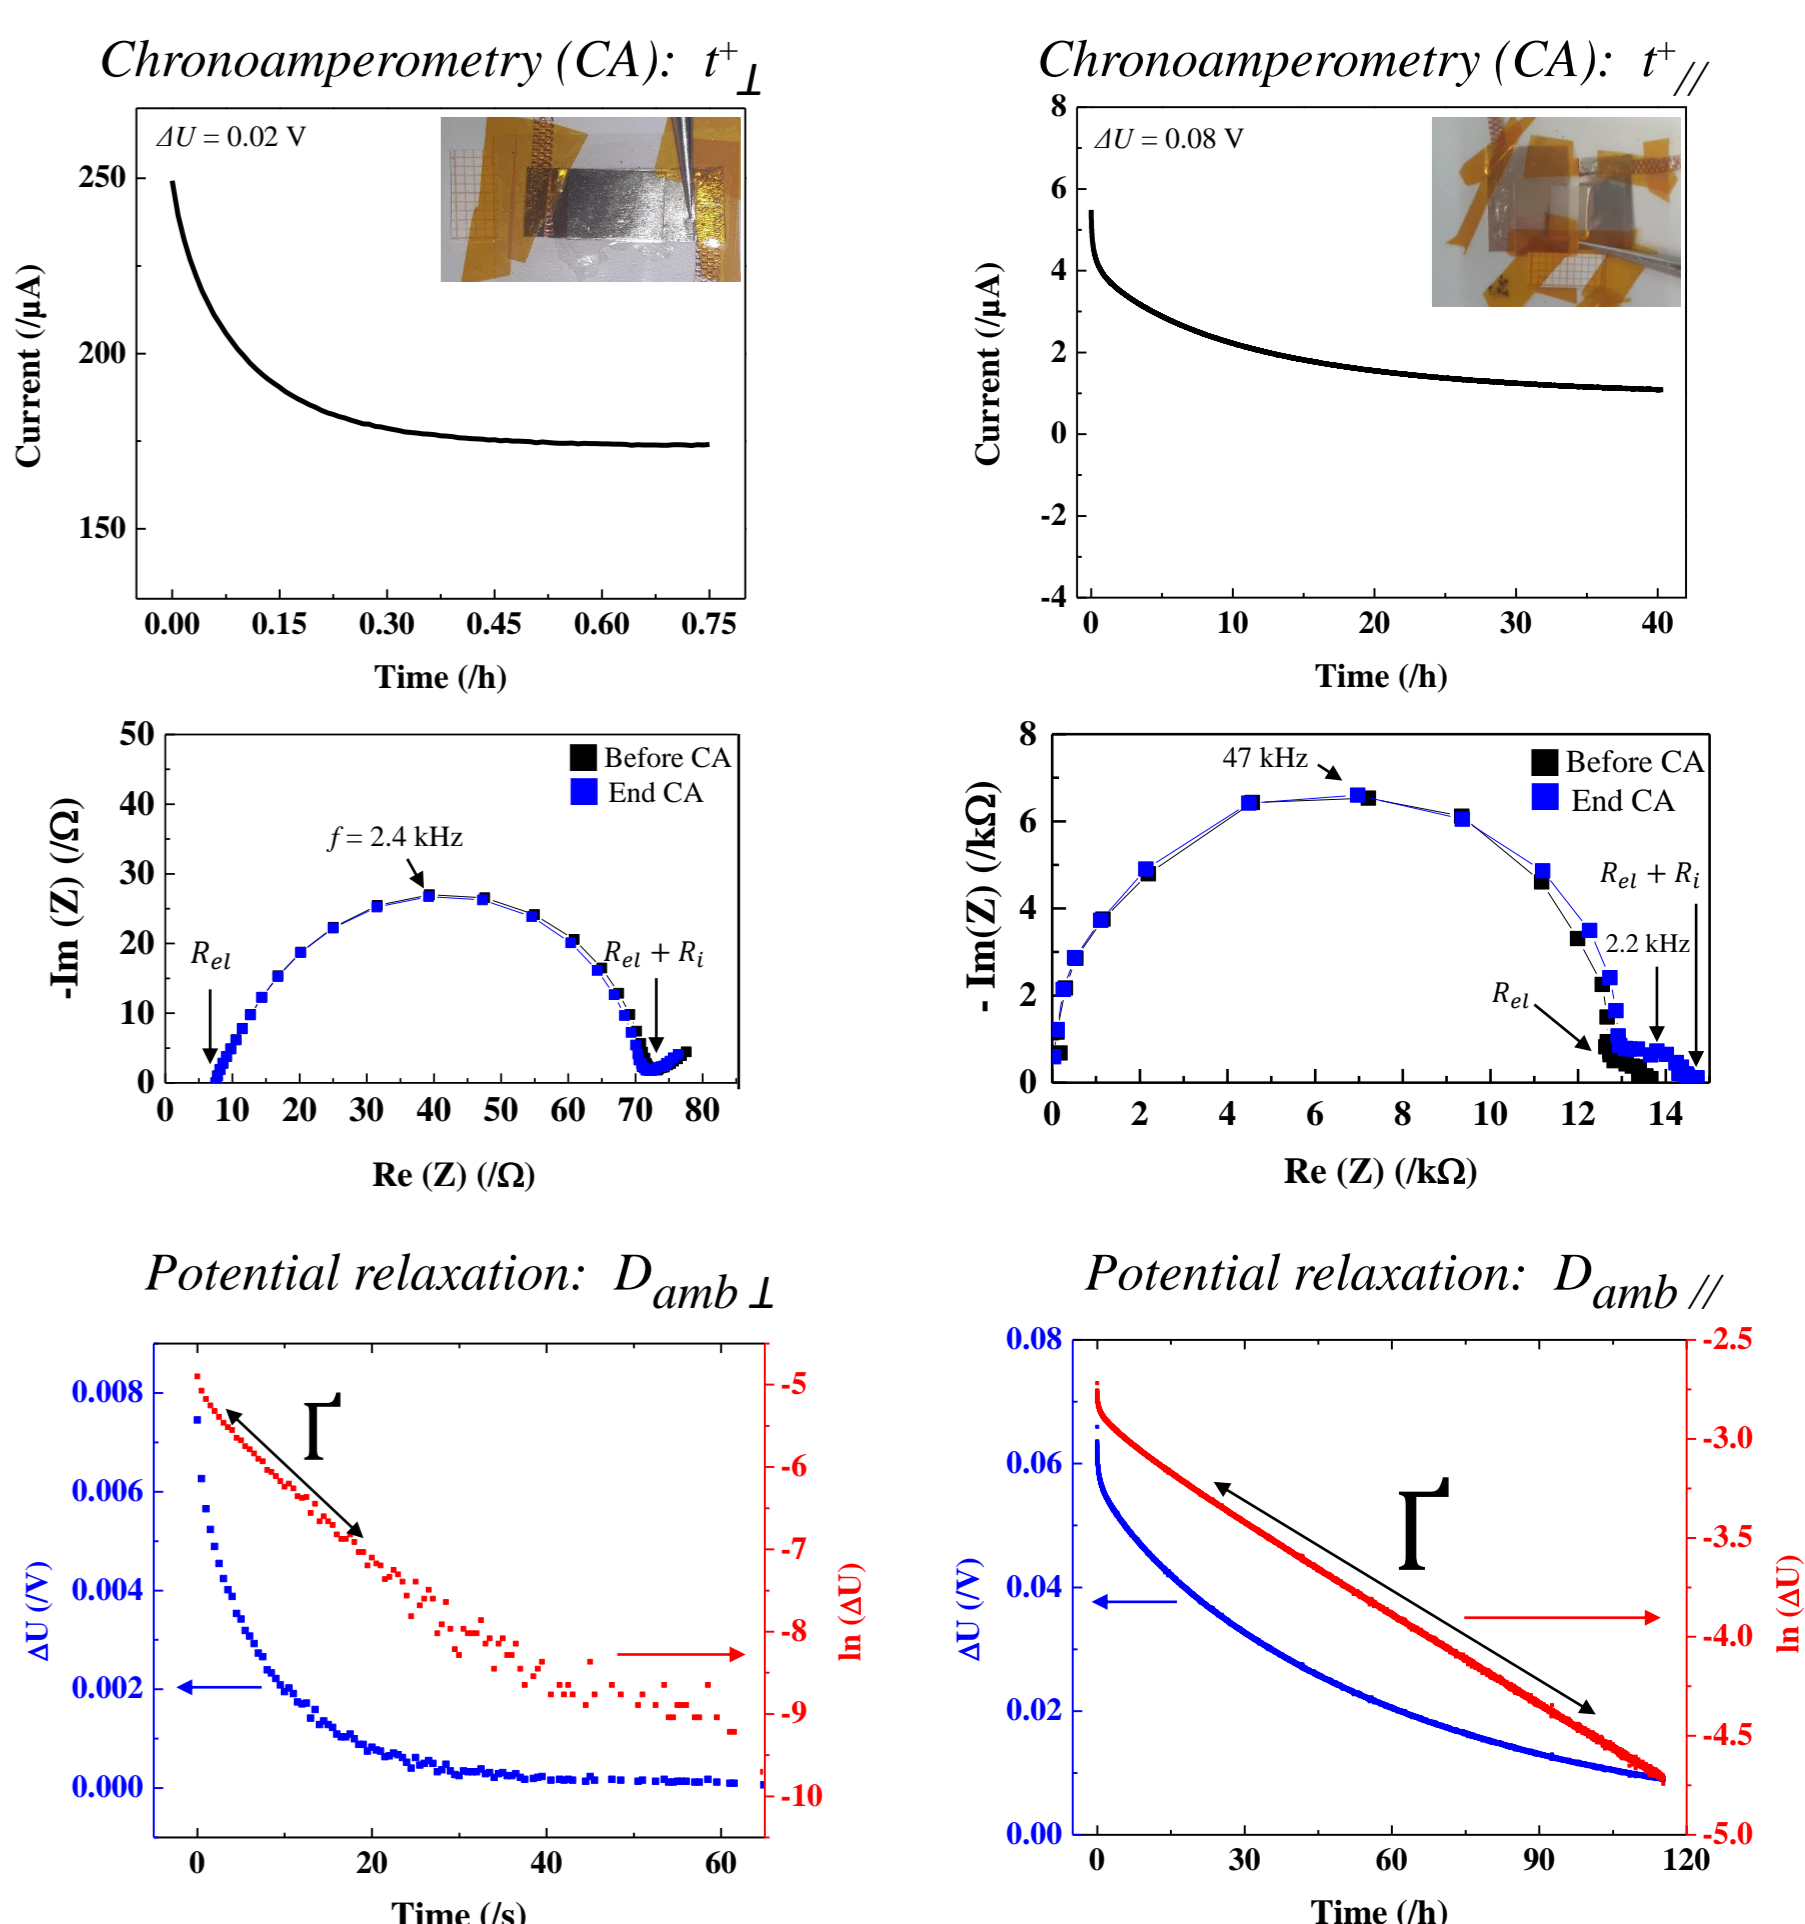 Chronoamperometry (CA): t⁺⊥
Chronoamperometry (CA): t⁺//
ΔU = 0.02 V
250
200
150
Current (/µA)
0.00 0.15 0.30 0.45 0.60 0.75
Time (/h)
ΔU = 0.08 V
8
6
4
2
0
-2
-4
Current (/µA)
0 10 20 30 40
Time (/h)
50
40
30
20
10
0
-Im (Z) (/Ω)
Before CA
End CA
f = 2.4 kHz
R_el
R_el + R_i
0 10 20 30 40 50 60 70 80
Re (Z) (/Ω)
8
6
4
2
0
- Im(Z) (/kΩ)
47 kHz
Before CA
End CA
R_el + R_i
2.2 kHz
R_el
0 2 4 6 8 10 12 14
Re (Z) (/kΩ)
Potential relaxation: D_amb ⊥
Potential relaxation: D_amb //
0.008
0.006
0.004
0.002
0.000
ΔU (/V)
Γ
-5
-6
-7
-8
-9
-10
ln (ΔU)
0 20 40 60
Time (/s)
0.08
0.06
0.04
0.02
0.00
ΔU (/V)
Γ
-2.5
-3.0
-3.5
-4.0
-4.5
-5.0
ln (ΔU)
0 30 60 90 120
Time (/h)